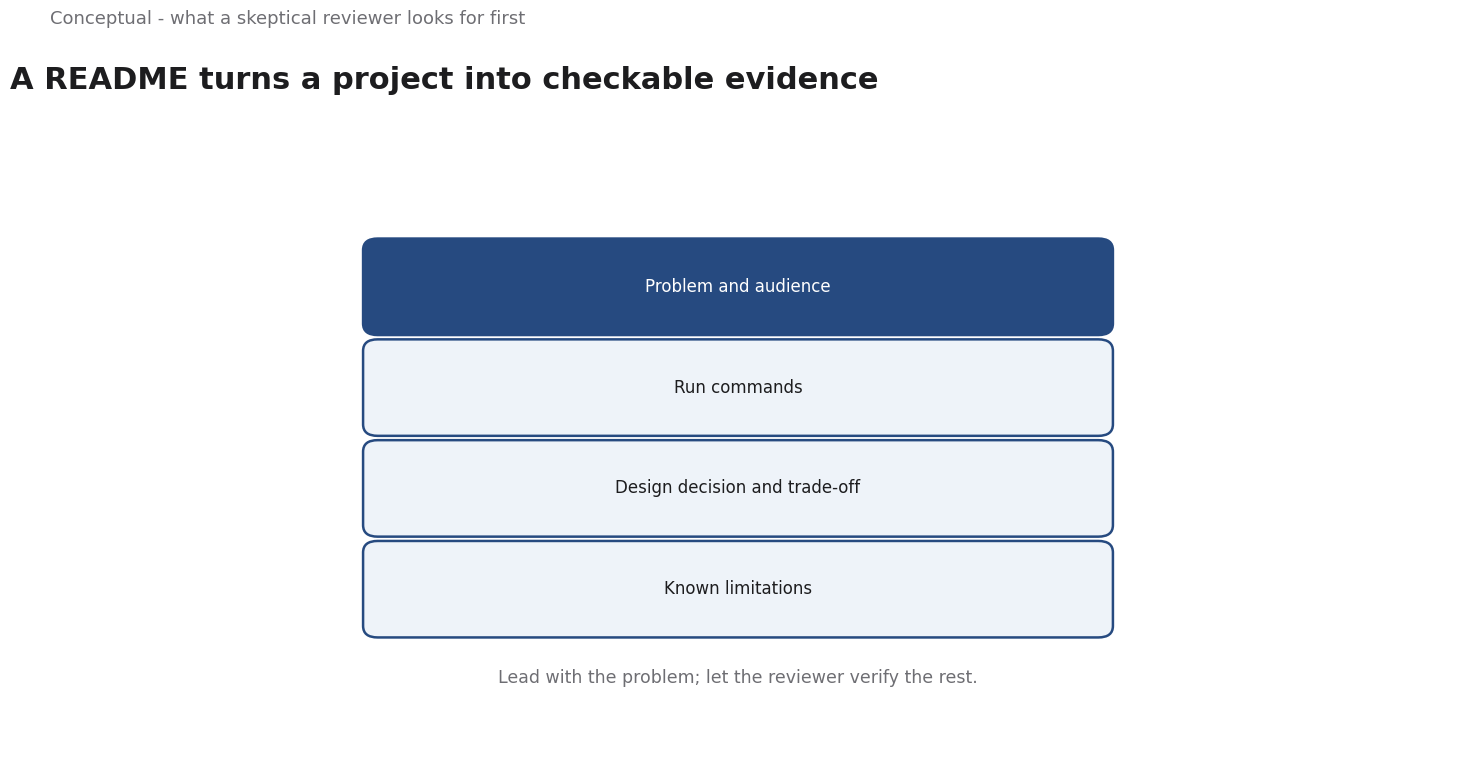 Conceptual - what a skeptical reviewer looks for first
A README turns a project into checkable evidence
Problem and audience
Run commands
Design decision and trade-off
Known limitations
Lead with the problem; let the reviewer verify the rest.